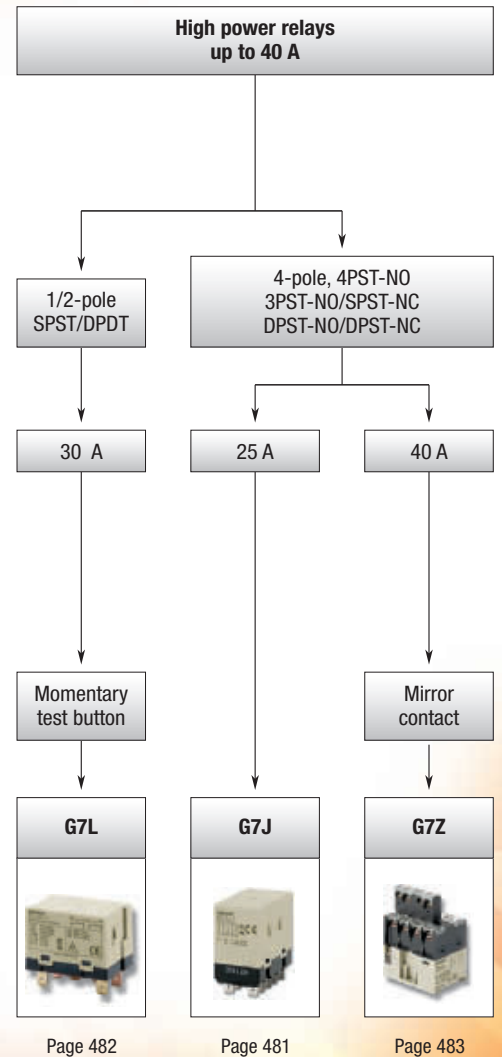 High power relays
up to 40 A
1/2-pole
SPST/DPDT
4-pole, 4PST-NO
3PST-NO/SPST-NC
DPST-NO/DPST-NC
30 A
25 A
40 A
Momentary
test button
Mirror
contact
G7L
G7J
G7Z
Page 482
Page 481
Page 483